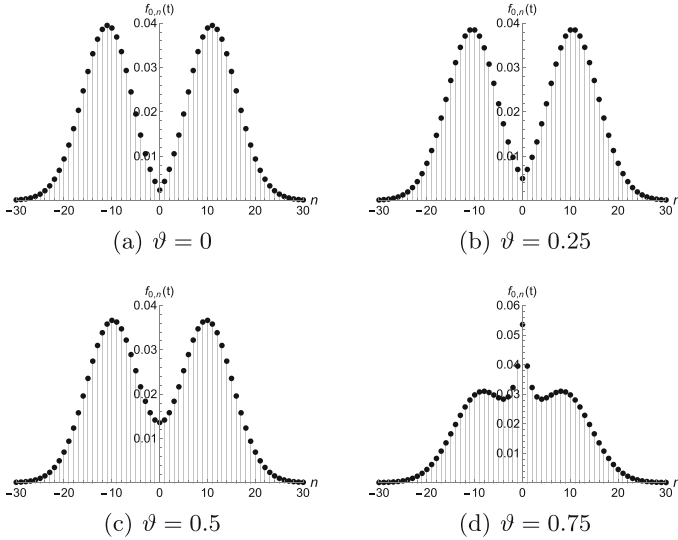 f0,n(t) f0,n(t)
0.04 0.04
0.03 0.03
0.02 0.02
0.01 0.01
−30 −20 −10 0 10 20 30 n −30 −20 −10 0 10 20 30 r
(a) ϑ = 0 (b) ϑ = 0.25
f0,n(t) f0,n(t)
0.04 0.06
0.05
0.03 0.04
0.02 0.03
0.02
0.01 0.01
−30 −20 −10 0 10 20 30 n −30 −20 −10 0 10 20 30 r
(c) ϑ = 0.5 (d) ϑ = 0.75